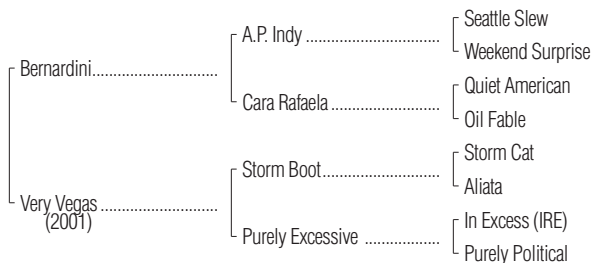 Seattle Slew
A.P. Indy ........................................
Weekend Surprise
Bernardini.....................................
Quiet American
Cara Rafaela .................................
Oil Fable
Storm Cat
Storm Boot...................................
Aliata
Very Vegas ...................................
(2001)
In Excess (IRE)
Purely Excessive ......................
Purely Political